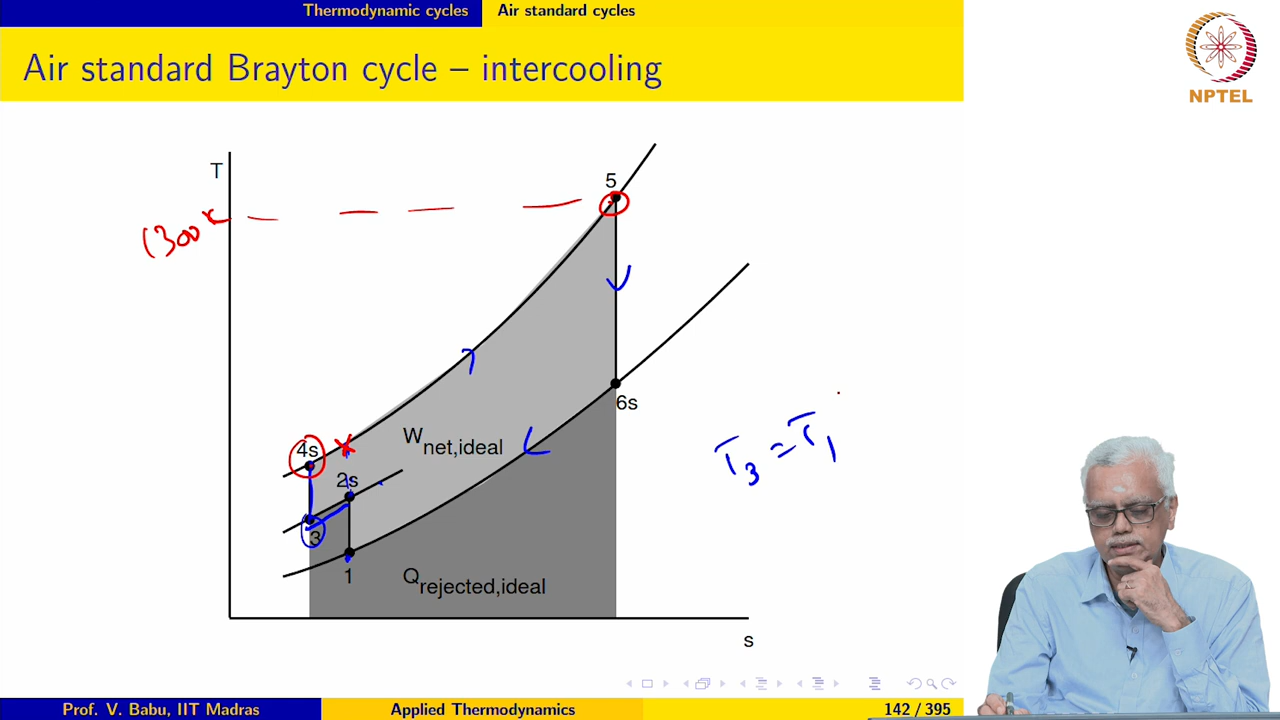 Thermodynamic cycles Air standard cycles
Air standard Brayton cycle – intercooling
NPTEL
T
5
1300 K
6s
4s
W net,ideal
2s
T3 = T1
3
1
Q rejected,ideal
s
Prof. V. Babu, IIT Madras Applied Thermodynamics 142 / 395